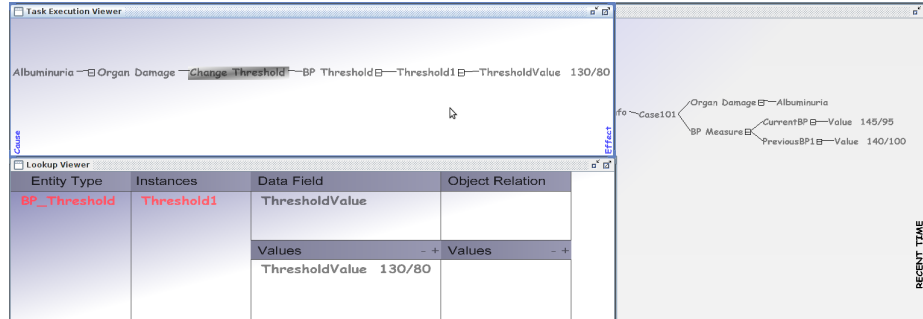 Task Execution Viewer
Albuminuria Organ Damage Change Threshold BP Threshold Threshold1 ThresholdValue 130/80
Cause
Effect
Lookup Viewer
Entity Type Instances Data Field Object Relation
BP_Threshold Threshold1 ThresholdValue
Values - + Values - +
ThresholdValue 130/80
fo Case101
Organ Damage Albuminuria
BP Measure
CurrentBP Value 145/95
PreviousBP1 Value 140/100
RECENT TIME